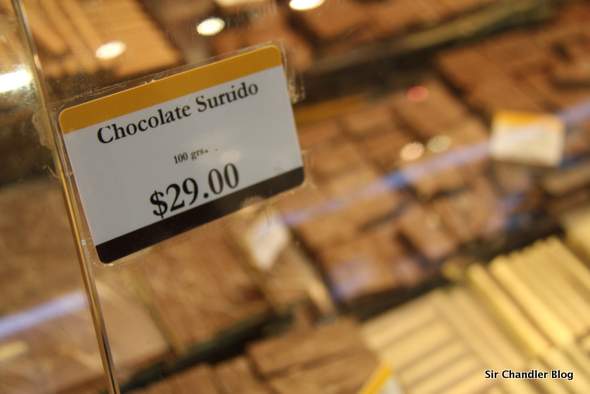 Chocolate Surtido
100 grs.
$29.00
Sir Chandler Blog